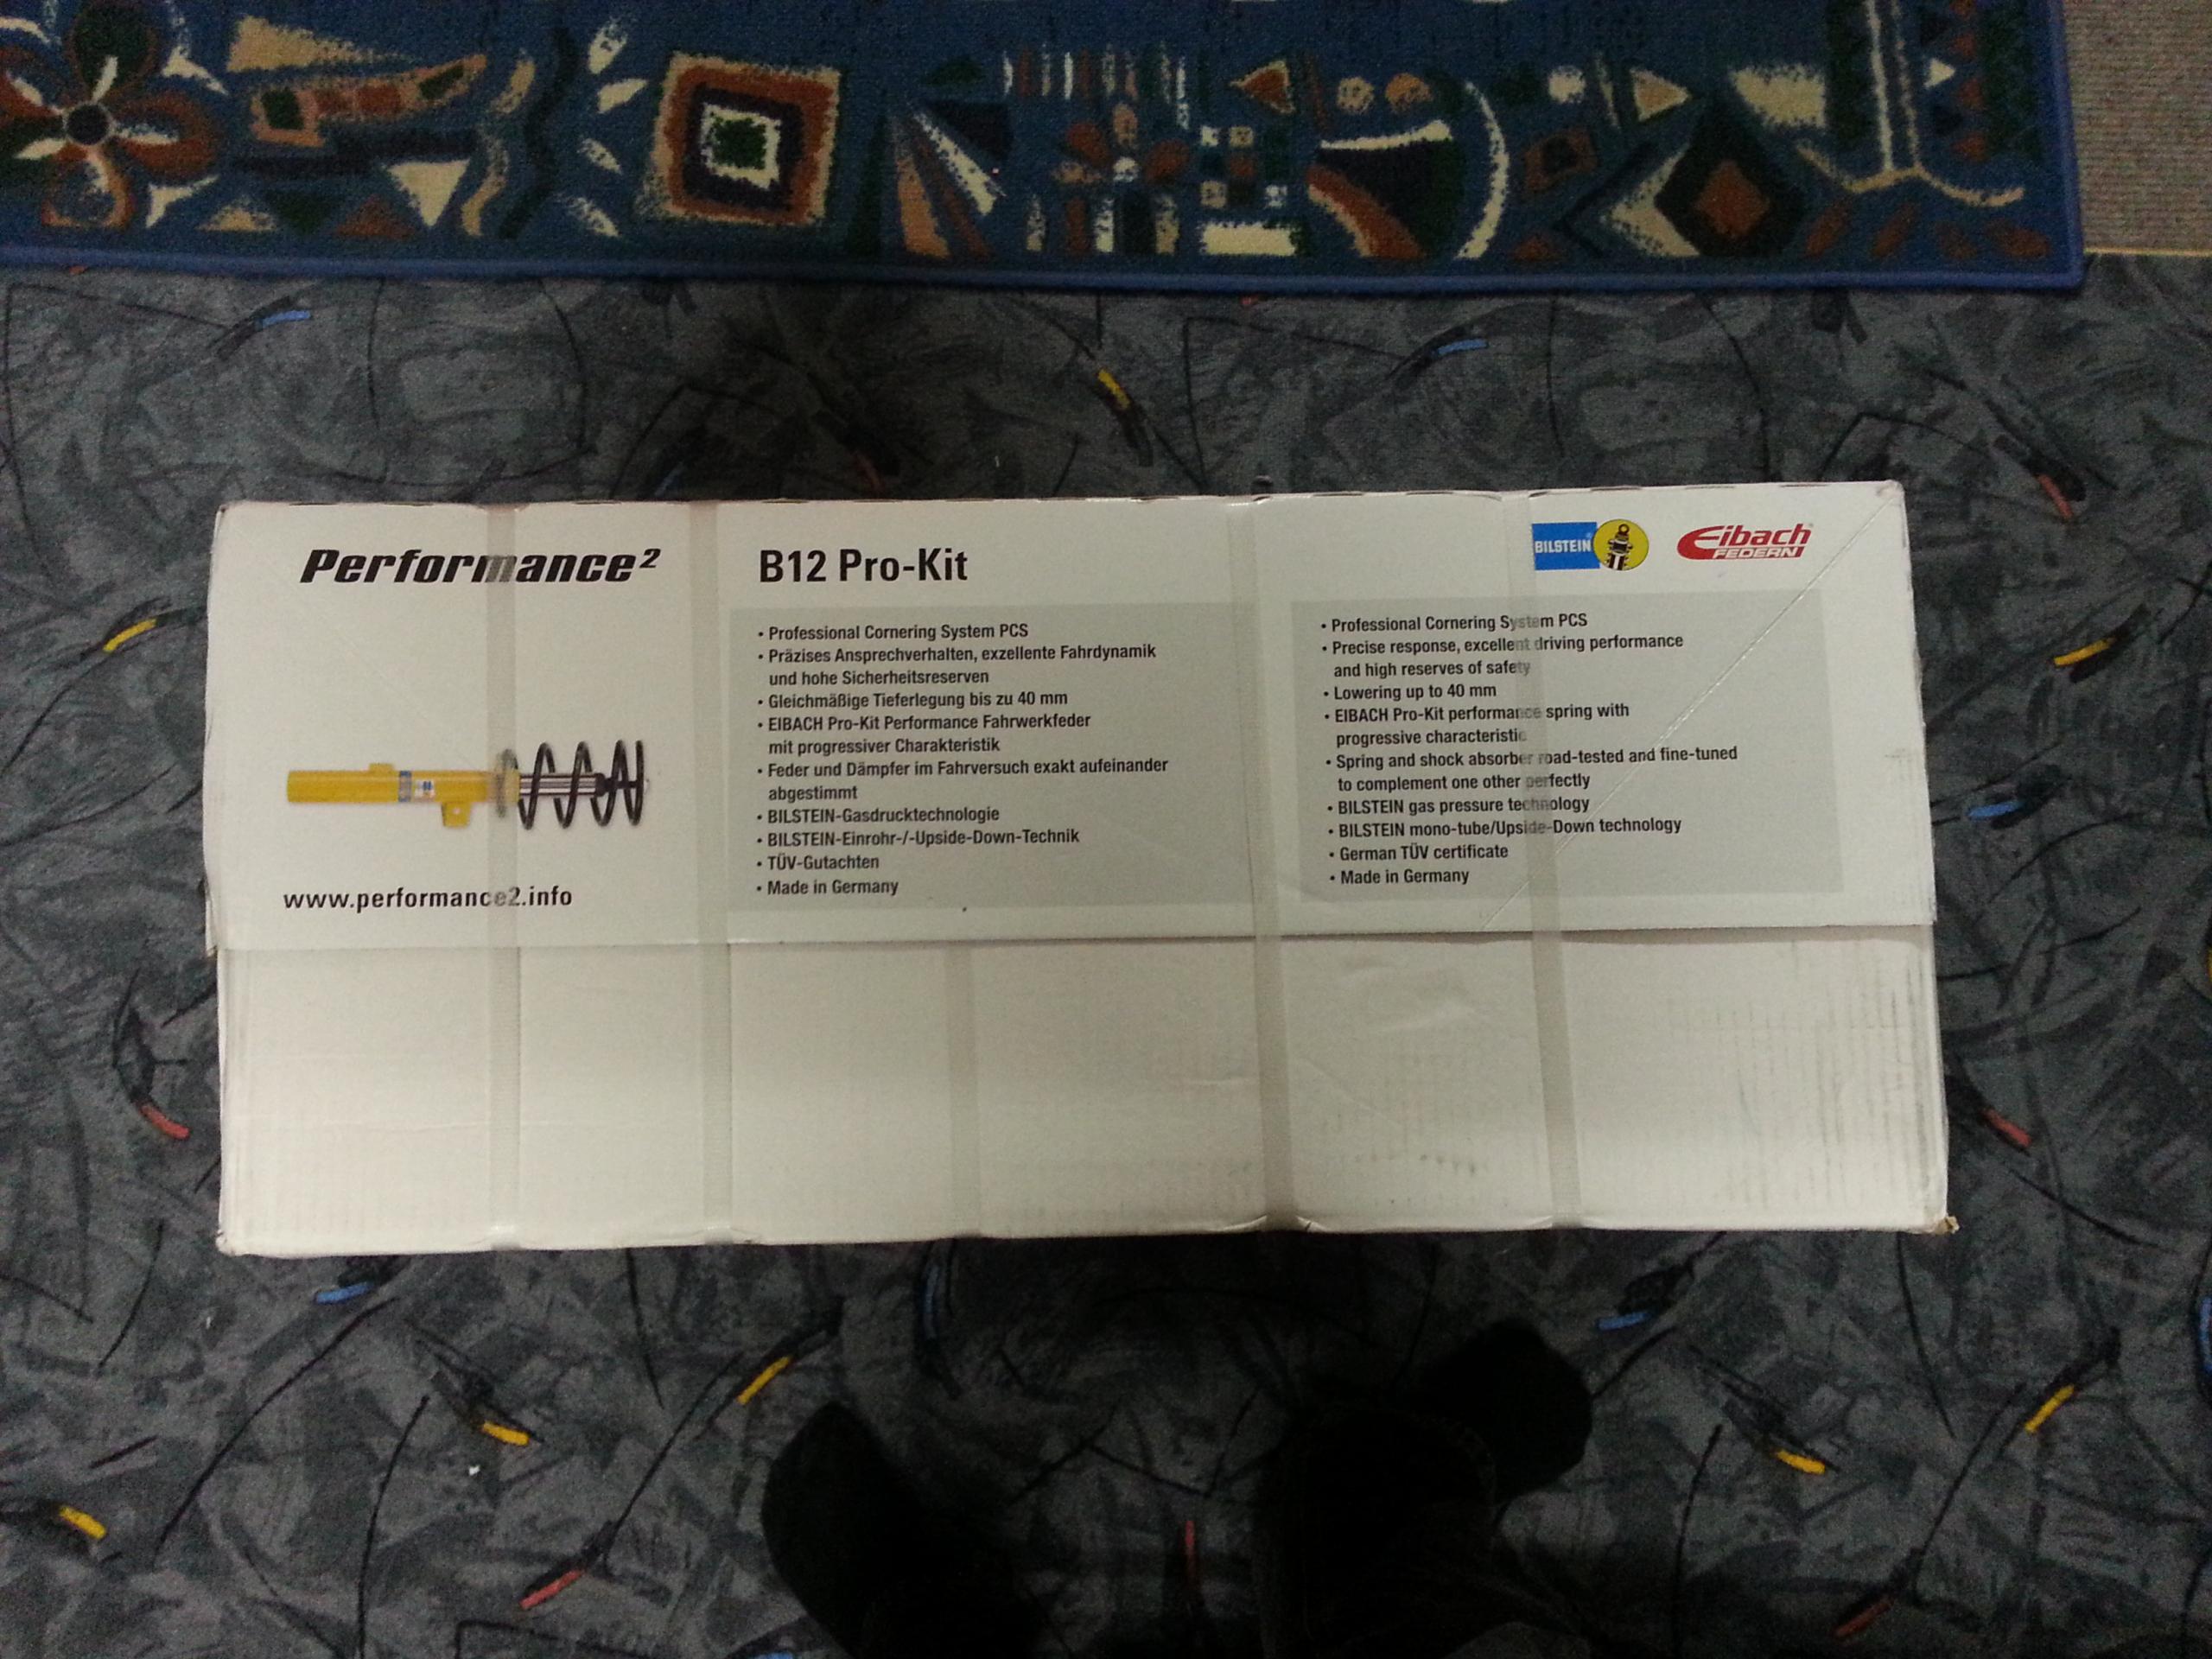 Performance²
www.performance2.info
B12 Pro-Kit
• Professional Cornering System PCS
• Präzises Ansprechverhalten, exzellente Fahrdynamik
und hohe Sicherheitsreserven
• Gleichmäßige Tieferlegung bis zu 40 mm
• EIBACH Pro-Kit Performance Fahrwerkfeder
mit progressiver Charakteristik
• Feder und Dämpfer im Fahrversuch exakt aufeinander
abgestimmt
• BILSTEIN-Gasdrucktechnologie
• BILSTEIN-Einrohr-/-Upside-Down-Technik
• TÜV-Gutachten
• Made in Germany
BILSTEIN®
Eibach®
FEDERN
• Professional Cornering System PCS
• Precise response, excellent driving performance
and high reserves of safety
• Lowering up to 40 mm
• EIBACH Pro-Kit performance spring with
progressive characteristic
• Spring and shock absorber road-tested and fine-tuned
to complement one other perfectly
• BILSTEIN gas pressure technology
• BILSTEIN mono-tube/Upside-Down technology
• German TÜV certificate
• Made in Germany